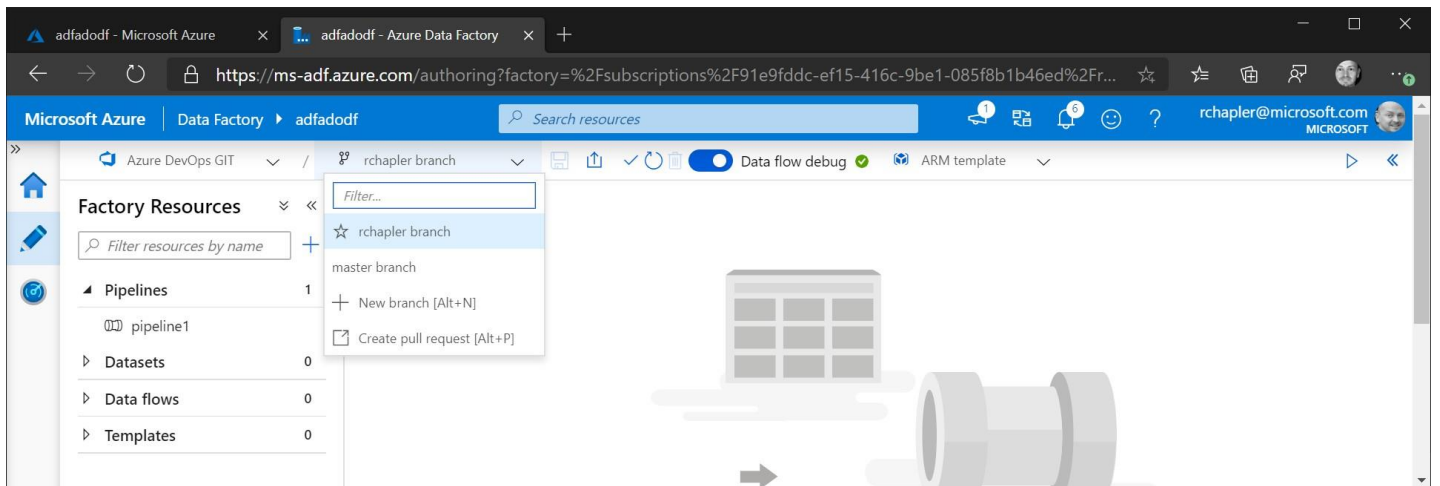 adfadodf - Microsoft Azure
adfadodf - Azure Data Factory
https://ms-adf.azure.com/authoring?factory=%2Fsubscriptions%2F91e9fddc-ef15-416c-9be1-085f8b1b46ed%2Fr...
Microsoft Azure Data Factory adfadodf Search resources 1 6 ? rchapler@microsoft.com
MICROSOFT
Azure DevOps GIT / rchapler branch Data flow debug ARM template
Filter...
Factory Resources
rchapler branch
Filter resources by name
master branch
Pipelines 1
New branch [Alt+N]
pipeline1
Create pull request [Alt+P]
Datasets 0
Data flows 0
Templates 0